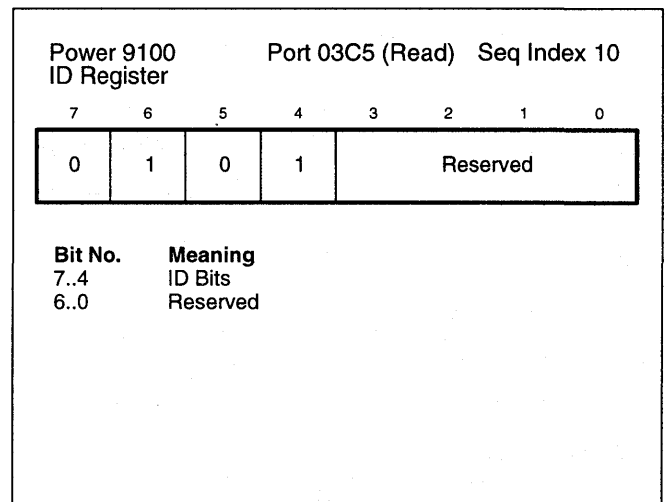 Power 9100 Port 03C5 (Read) Seq Index 10
ID Register
7 6 5 4 3 2 1 0
0 1 0 1 Reserved
Bit No. Meaning
7..4 ID Bits
6..0 Reserved